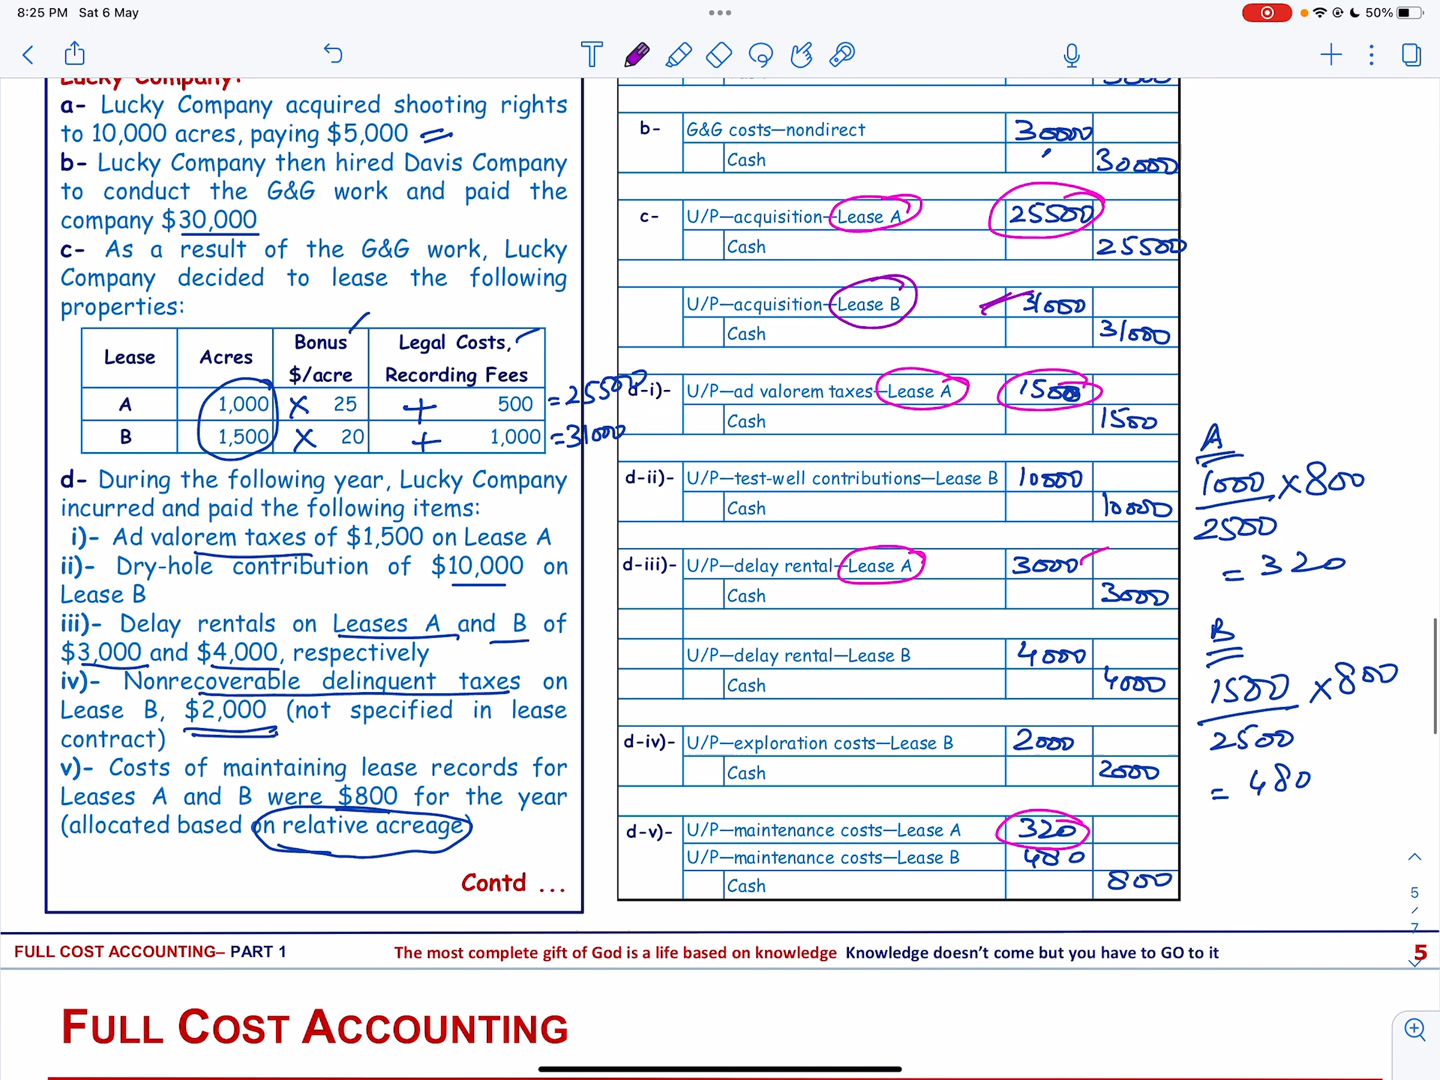 8:25 PM Sat 6 May
50%
Lucky Company:
a- Lucky Company acquired shooting rights
to 10,000 acres, paying $5,000
b- Lucky Company then hired Davis Company
to conduct the G&G work and paid the
company $30,000
c- As a result of the G&G work, Lucky
Company decided to lease the following
properties:
Lease Acres Bonus $/acre Legal Costs, Recording Fees
A 1,000 × 25 + 500 = 25500
B 1,500 × 20 + 1,000 = 31000
d- During the following year, Lucky Company
incurred and paid the following items:
i)- Ad valorem taxes of $1,500 on Lease A
ii)- Dry-hole contribution of $10,000 on
Lease B
iii)- Delay rentals on Leases A and B of
$3,000 and $4,000, respectively
iv)- Nonrecoverable delinquent taxes on
Lease B, $2,000 (not specified in lease
contract)
v)- Costs of maintaining lease records for
Leases A and B were $800 for the year
(allocated based on relative acreage)
Contd ...
Cash
b- G&G costs—nondirect 30000
Cash 30000
c- U/P—acquisition—Lease A 25500
Cash 25500
U/P—acquisition—Lease B 31000
Cash 31000
d-i)- U/P—ad valorem taxes—Lease A 1500
Cash 1500
d-ii)- U/P—test-well contributions—Lease B 10000
Cash 10000
d-iii)- U/P—delay rental—Lease A 3000
Cash 3000
U/P—delay rental—Lease B 4000
Cash 4000
d-iv)- U/P—exploration costs—Lease B 2000
Cash 2000
d-v)- U/P—maintenance costs—Lease A 320
U/P—maintenance costs—Lease B 480
Cash 800
A
1000 × 800
2500
= 320
B
1500 × 800
2500
= 480
5
/
7
FULL COST ACCOUNTING– PART 1 The most complete gift of God is a life based on knowledge Knowledge doesn't come but you have to GO to it 5
FULL COST ACCOUNTING